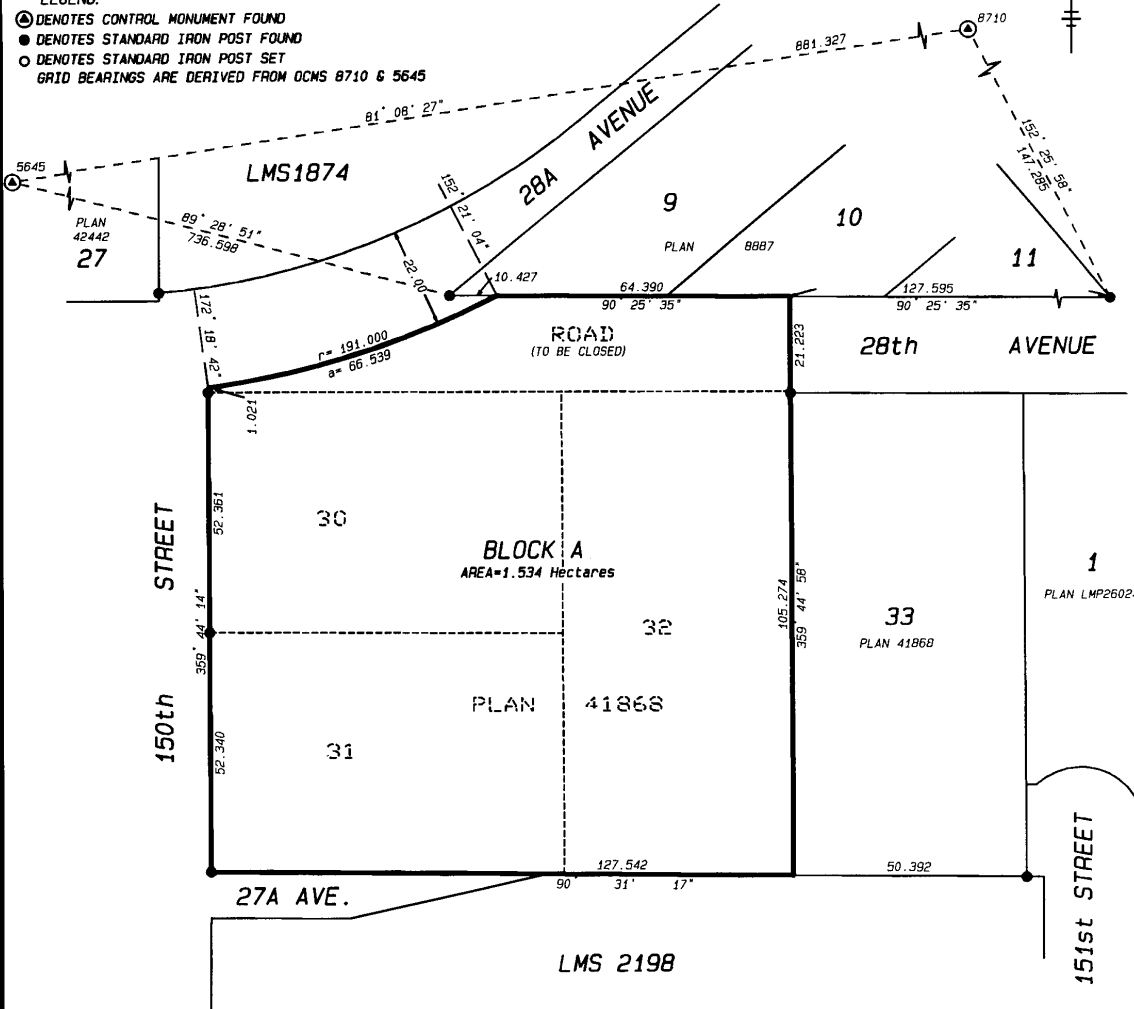 LEGEND:
DENOTES CONTROL MONUMENT FOUND
DENOTES STANDARD IRON POST FOUND
DENOTES STANDARD IRON POST SET
GRID BEARINGS ARE DERIVED FROM OCMS 8710 & 5645
8710
881.327
81° 08' 27"
28A AVENUE
152° 25' 58"
147.285
5645
LMS1874
152° 21' 04"
PLAN
42442
27
89° 28' 51"
736.598
9
10
PLAN 8887
11
22.00
10.427
64.390
90° 25' 35"
127.595
90° 25' 35"
172° 18' 42"
r= 191.000
a= 66.539
ROAD
(TO BE CLOSED)
21.223
28th AVENUE
1.021
52.361
30
BLOCK A
AREA=1.534 Hectares
150th STREET
359° 44' 14"
105.274
359° 44' 58"
32
33
PLAN 41868
1
PLAN LMP2602
PLAN 41868
31
52.340
127.542
90° 31' 17"
50.392
27A AVE.
151st STREET
LMS 2198